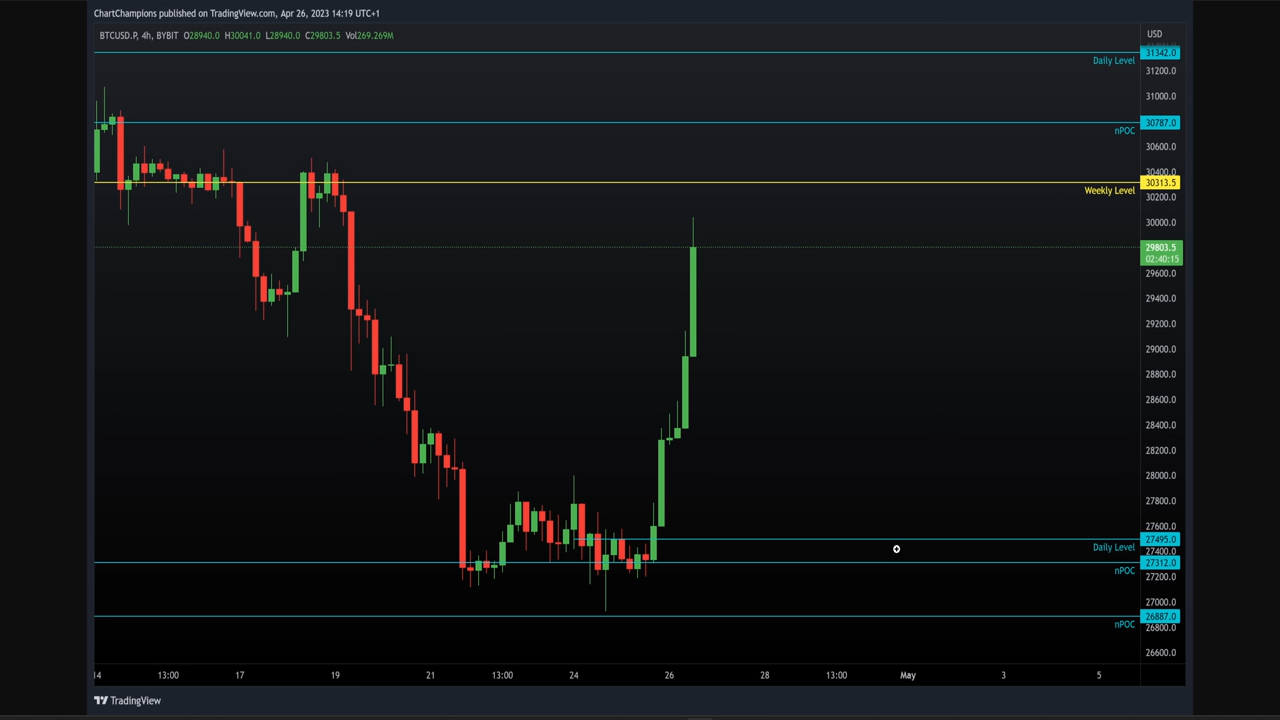 ChartChampions published on TradingView.com, Apr 26, 2023 14:19 UTC+1
BTCUSD.P, 4h, BYBIT O28940.0 H30041.0 L28940.0 C29803.5 Vol269.269M
USD
31342.0
Daily Level
31200.0
31000.0
30787.0
nPOC
30600.0
30400.0
30313.5
Weekly Level
30200.0
30000.0
29803.5
02:40:15
29600.0
29400.0
29200.0
29000.0
28800.0
28600.0
28400.0
28200.0
28000.0
27800.0
27600.0
27495.0
Daily Level
27400.0
27312.0
nPOC
27200.0
27000.0
26887.0
nPOC
26800.0
26600.0
14 13:00 17 19 21 13:00 24 26 28 13:00 May 3 5
TradingView